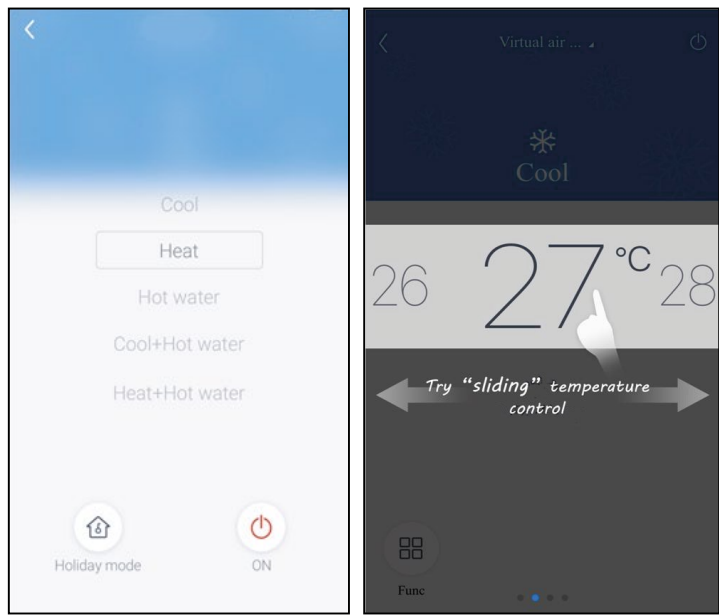 Cool
Heat
Hot water
Cool+Hot water
Heat+Hot water
Holiday mode
ON
Virtual air ...
Cool
26 27 °C 28
Try “sliding” temperature
control
Func